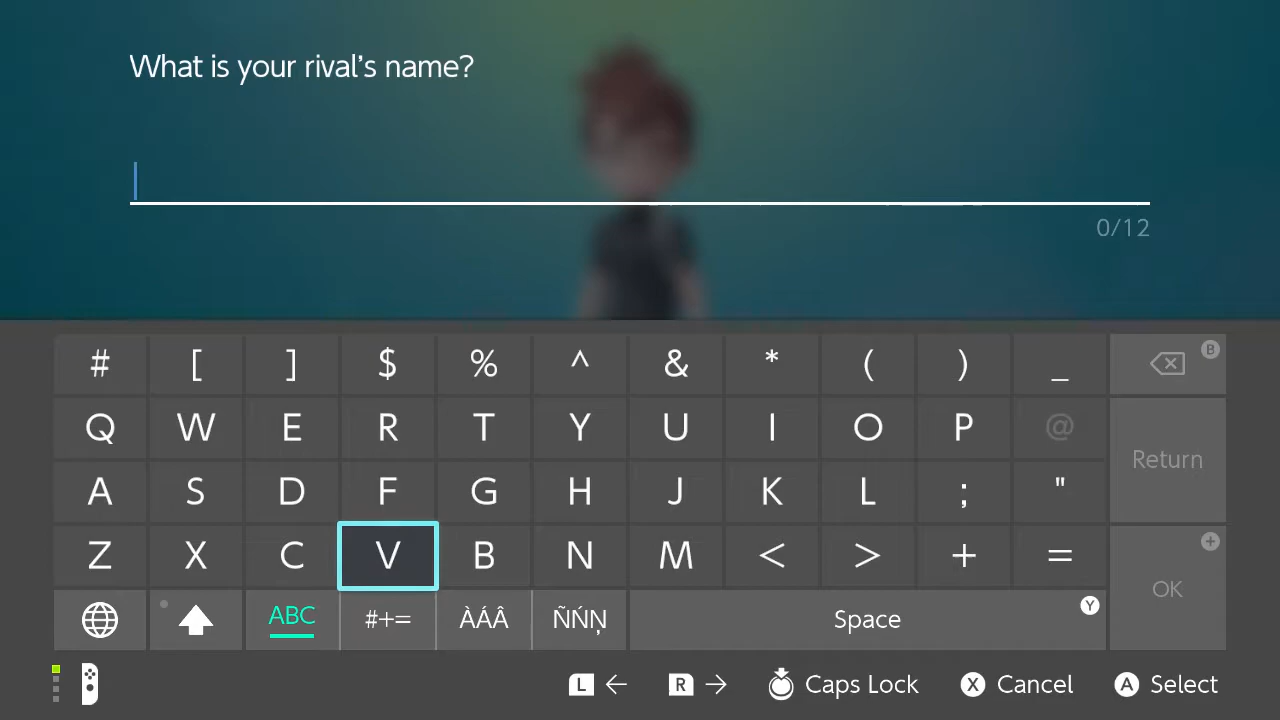 What is your rival's name?
0/12
# [ ] $ % ^ & * ( ) _ B
Q W E R T Y U I O P @ Return
A S D F G H J K L ; "
Z X C V B N M < > + = + OK
ABC #+= ÀÁÂ ÑŃŅ Space Y
L ← R → Caps Lock X Cancel A Select